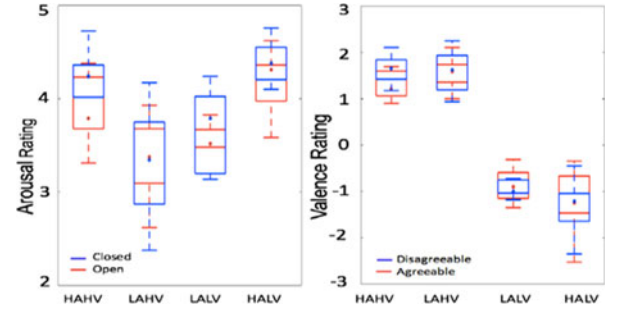 Arousal Rating
5
4
3
2
Closed
Open
HAHV LAHV LALV HALV
Valence Rating
3
2
1
0
-1
-2
-3
Disagreeable
Agreeable
HAHV LAHV LALV HALV